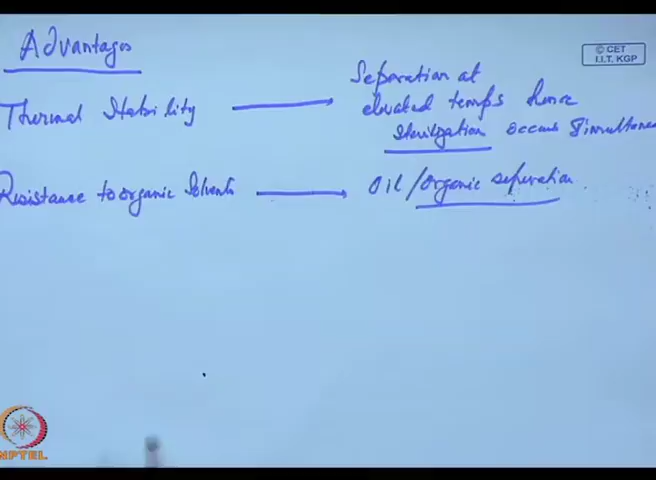 Advantages
© CET
I.I.T. KGP
Thermal Stability
Separation at
elevated temps hence
sterilization occurs simultane
Resistance to organic Solvents
Oil/organic separation
NPTEL